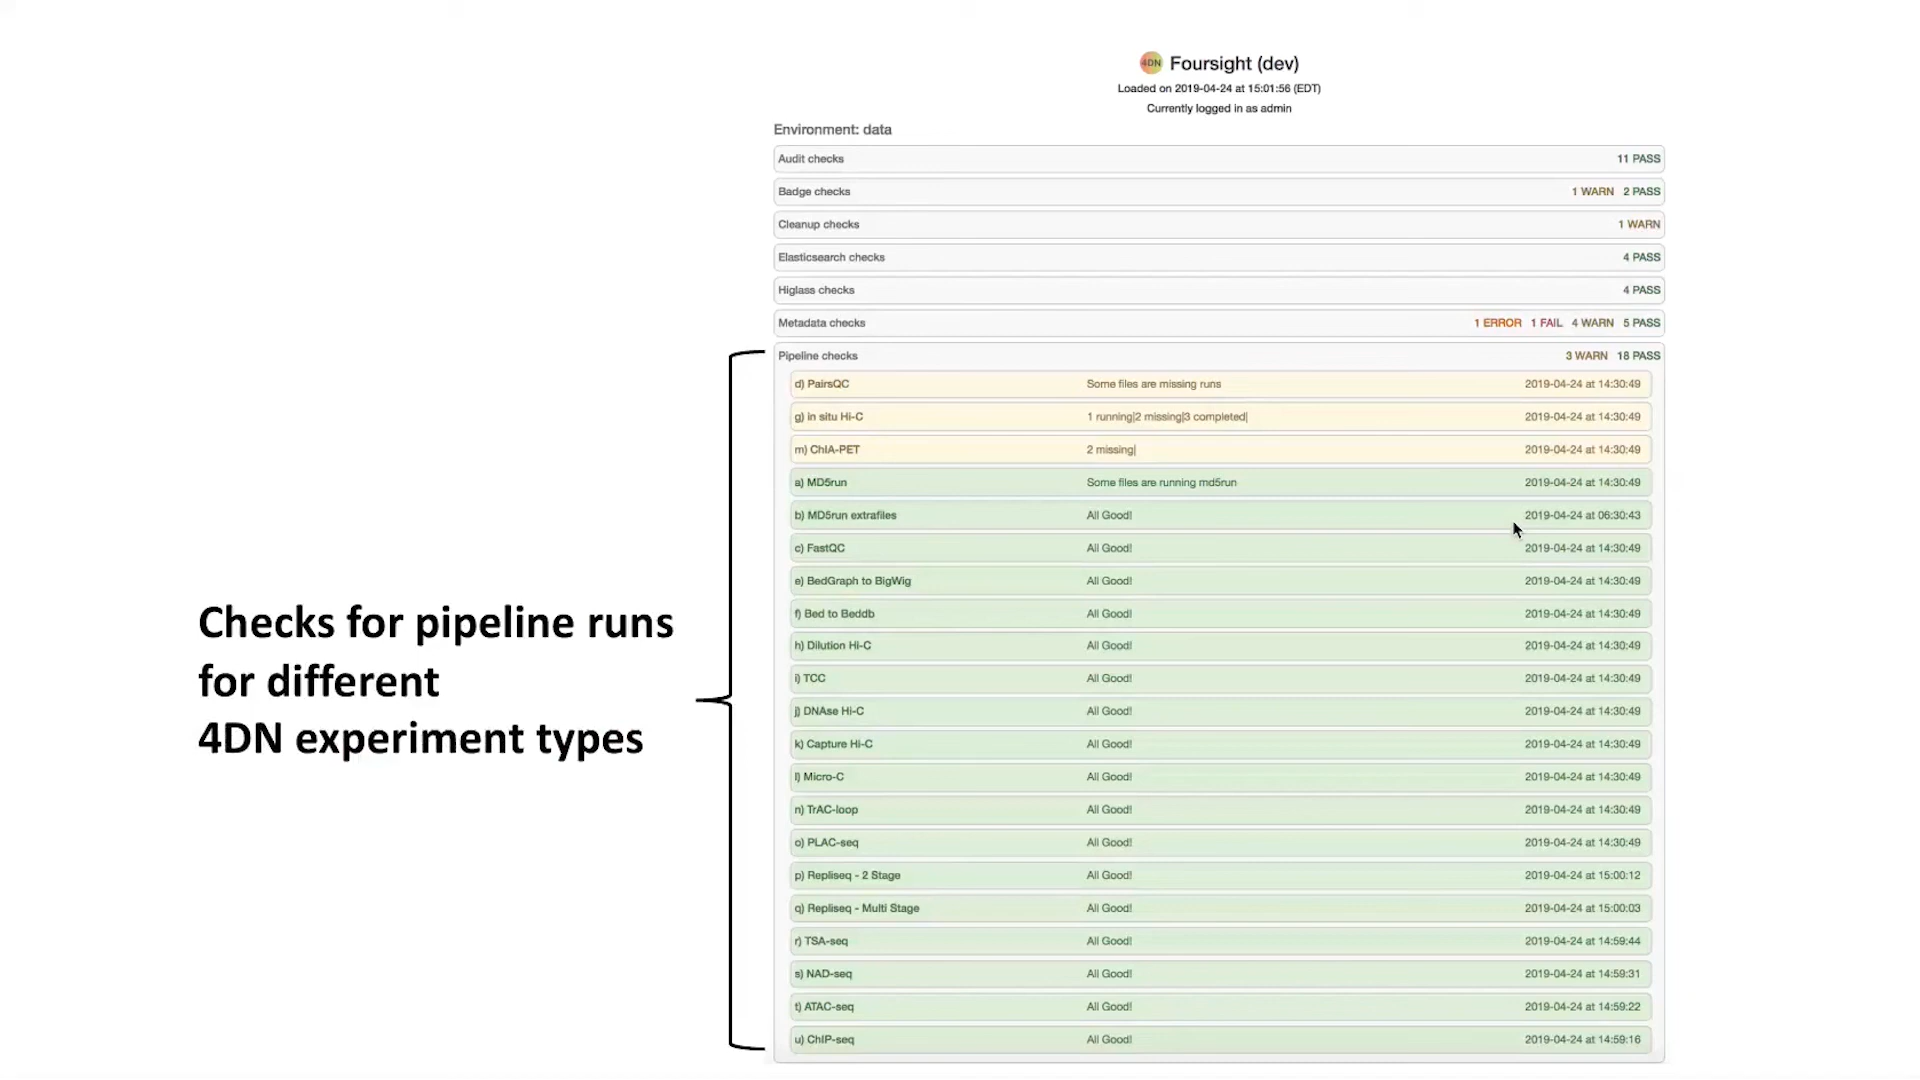 4DN Foursight (dev)
Loaded on 2019-04-24 at 15:01:56 (EDT)
Currently logged in as admin
Environment: data
Audit checks 11 PASS
Badge checks 1 WARN 2 PASS
Cleanup checks 1 WARN
Elasticsearch checks 4 PASS
Higlass checks 4 PASS
Metadata checks 1 ERROR 1 FAIL 4 WARN 5 PASS
Pipeline checks 3 WARN 18 PASS
d) PairsQC Some files are missing runs 2019-04-24 at 14:30:49
g) in situ Hi-C 1 running|2 missing|3 completed| 2019-04-24 at 14:30:49
m) ChIA-PET 2 missing| 2019-04-24 at 14:30:49
a) MD5run Some files are running md5run 2019-04-24 at 14:30:49
b) MD5run extrafiles All Good! 2019-04-24 at 06:30:43
c) FastQC All Good! 2019-04-24 at 14:30:49
e) BedGraph to BigWig All Good! 2019-04-24 at 14:30:49
f) Bed to Beddb All Good! 2019-04-24 at 14:30:49
h) Dilution Hi-C All Good! 2019-04-24 at 14:30:49
i) TCC All Good! 2019-04-24 at 14:30:49
j) DNAse Hi-C All Good! 2019-04-24 at 14:30:49
k) Capture Hi-C All Good! 2019-04-24 at 14:30:49
l) Micro-C All Good! 2019-04-24 at 14:30:49
n) TrAC-loop All Good! 2019-04-24 at 14:30:49
o) PLAC-seq All Good! 2019-04-24 at 14:30:49
p) Repliseq - 2 Stage All Good! 2019-04-24 at 15:00:12
q) Repliseq - Multi Stage All Good! 2019-04-24 at 15:00:03
r) TSA-seq All Good! 2019-04-24 at 14:59:44
s) NAD-seq All Good! 2019-04-24 at 14:59:31
t) ATAC-seq All Good! 2019-04-24 at 14:59:22
u) ChIP-seq All Good! 2019-04-24 at 14:59:16
Checks for pipeline runs
for different
4DN experiment types